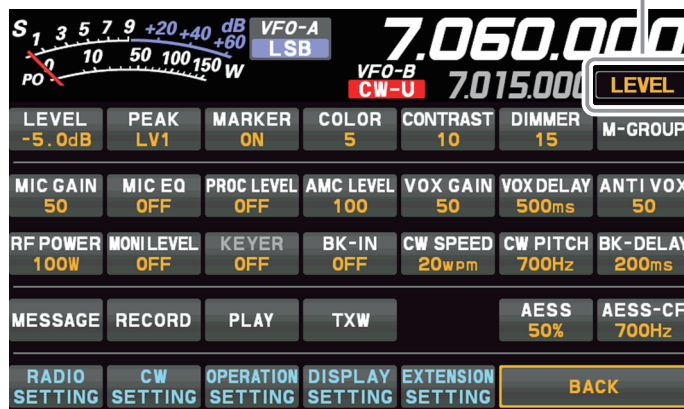 S 1 3 5 7 9 +20 +40 +60 dB
VFO-A
LSB
7.060.000
PO 0 10 50 100 150 W
VFO-B
CW-U
7.015.000
LEVEL
LEVEL PEAK MARKER COLOR CONTRAST DIMMER M-GROUP
-5.0dB LV1 ON 5 10 15
MIC GAIN MIC EQ PROC LEVEL AMC LEVEL VOX GAIN VOX DELAY ANTI VOX
50 OFF OFF 100 50 500ms 50
RF POWER MONI LEVEL KEYER BK-IN CW SPEED CW PITCH BK-DELAY
100W OFF OFF OFF 20wpm 700Hz 200ms
MESSAGE RECORD PLAY TXW AESS AESS-CF
50% 700Hz
RADIO CW OPERATION DISPLAY EXTENSION BACK
SETTING SETTING SETTING SETTING SETTING